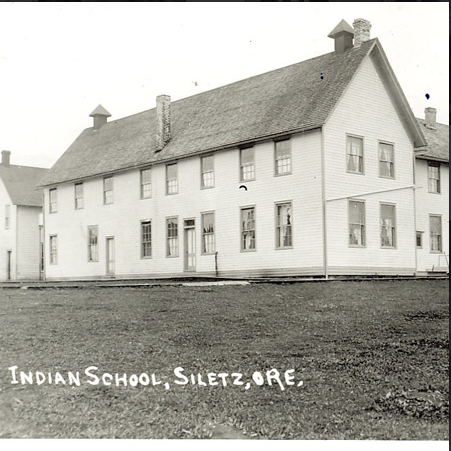 INDIAN SCHOOL, SILETZ, ORE.